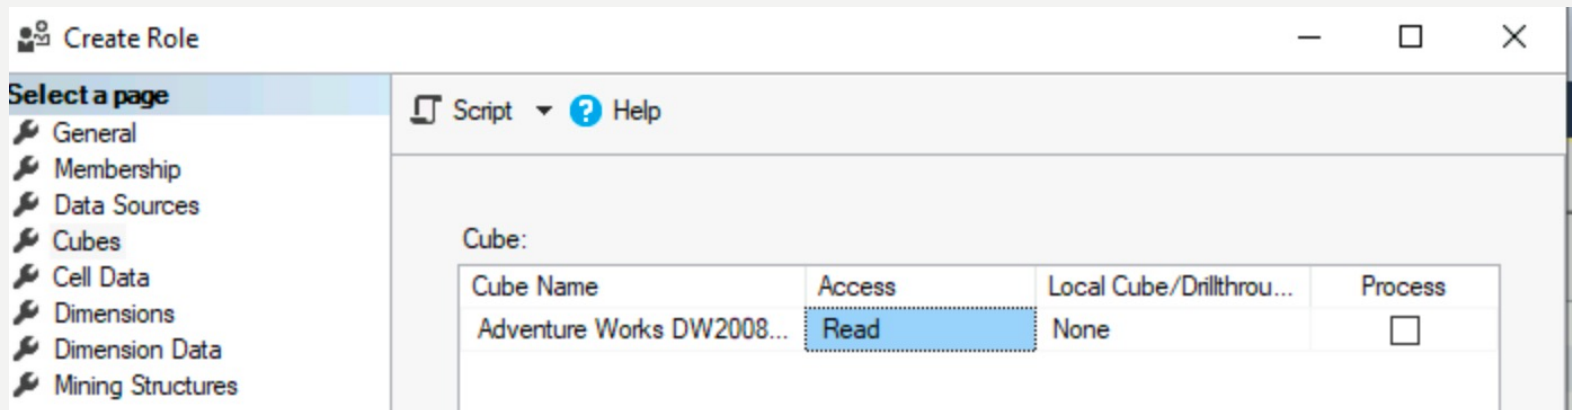 Create Role
Select a page
General
Membership
Data Sources
Cubes
Cell Data
Dimensions
Dimension Data
Mining Structures
Script Help
Cube:
Cube Name Access Local Cube/Drillthrou... Process
Adventure Works DW2008... Read None